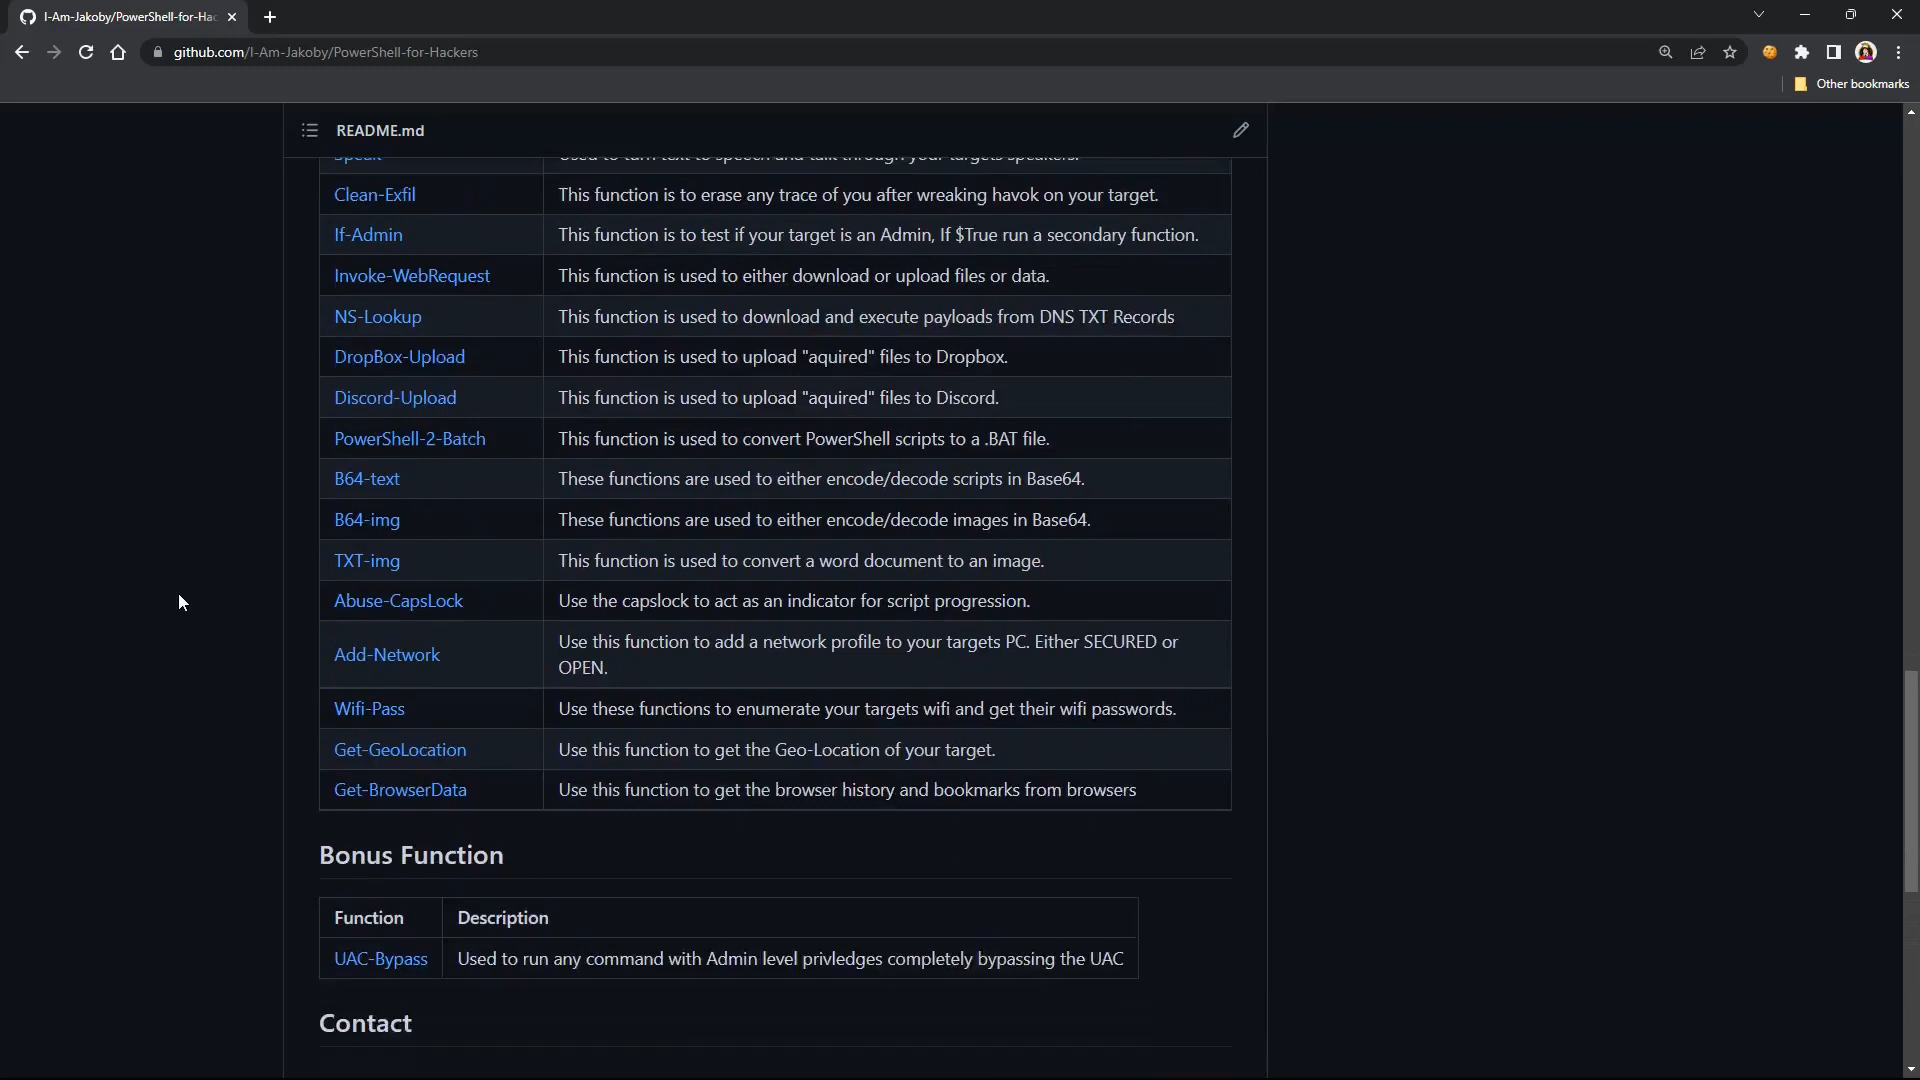 I-Am-Jakoby/PowerShell-for-Hac
github.com/I-Am-Jakoby/PowerShell-for-Hackers
Other bookmarks
README.md
Speak Used to turn text to speech and talk through your targets speakers.
Clean-Exfil This function is to erase any trace of you after wreaking havok on your target.
If-Admin This function is to test if your target is an Admin, If $True run a secondary function.
Invoke-WebRequest This function is used to either download or upload files or data.
NS-Lookup This function is used to download and execute payloads from DNS TXT Records
DropBox-Upload This function is used to upload "aquired" files to Dropbox.
Discord-Upload This function is used to upload "aquired" files to Discord.
PowerShell-2-Batch This function is used to convert PowerShell scripts to a .BAT file.
B64-text These functions are used to either encode/decode scripts in Base64.
B64-img These functions are used to either encode/decode images in Base64.
TXT-img This function is used to convert a word document to an image.
Abuse-CapsLock Use the capslock to act as an indicator for script progression.
Add-Network Use this function to add a network profile to your targets PC. Either SECURED or
OPEN.
Wifi-Pass Use these functions to enumerate your targets wifi and get their wifi passwords.
Get-GeoLocation Use this function to get the Geo-Location of your target.
Get-BrowserData Use this function to get the browser history and bookmarks from browsers
Bonus Function
Function Description
UAC-Bypass Used to run any command with Admin level privledges completely bypassing the UAC
Contact